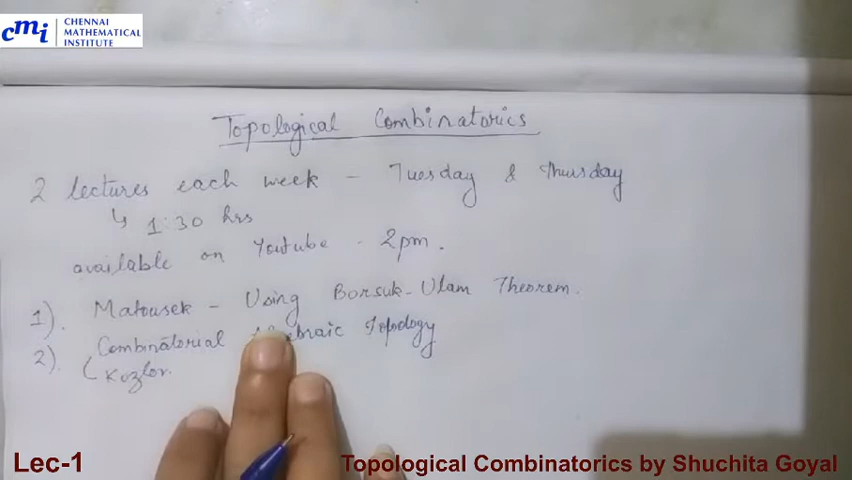 cmi CHENNAI
MATHEMATICAL
INSTITUTE
Topological Combinatorics
2 lectures each week - Tuesday & Thursday
↳ 1:30 hrs
available on Youtube - 2pm.
1). Matousek - Using Borsuk-Ulam Theorem.
2). Combinatorial Algebraic Topology
(Kozlov.
Lec-1
Topological Combinatorics by Shuchita Goyal